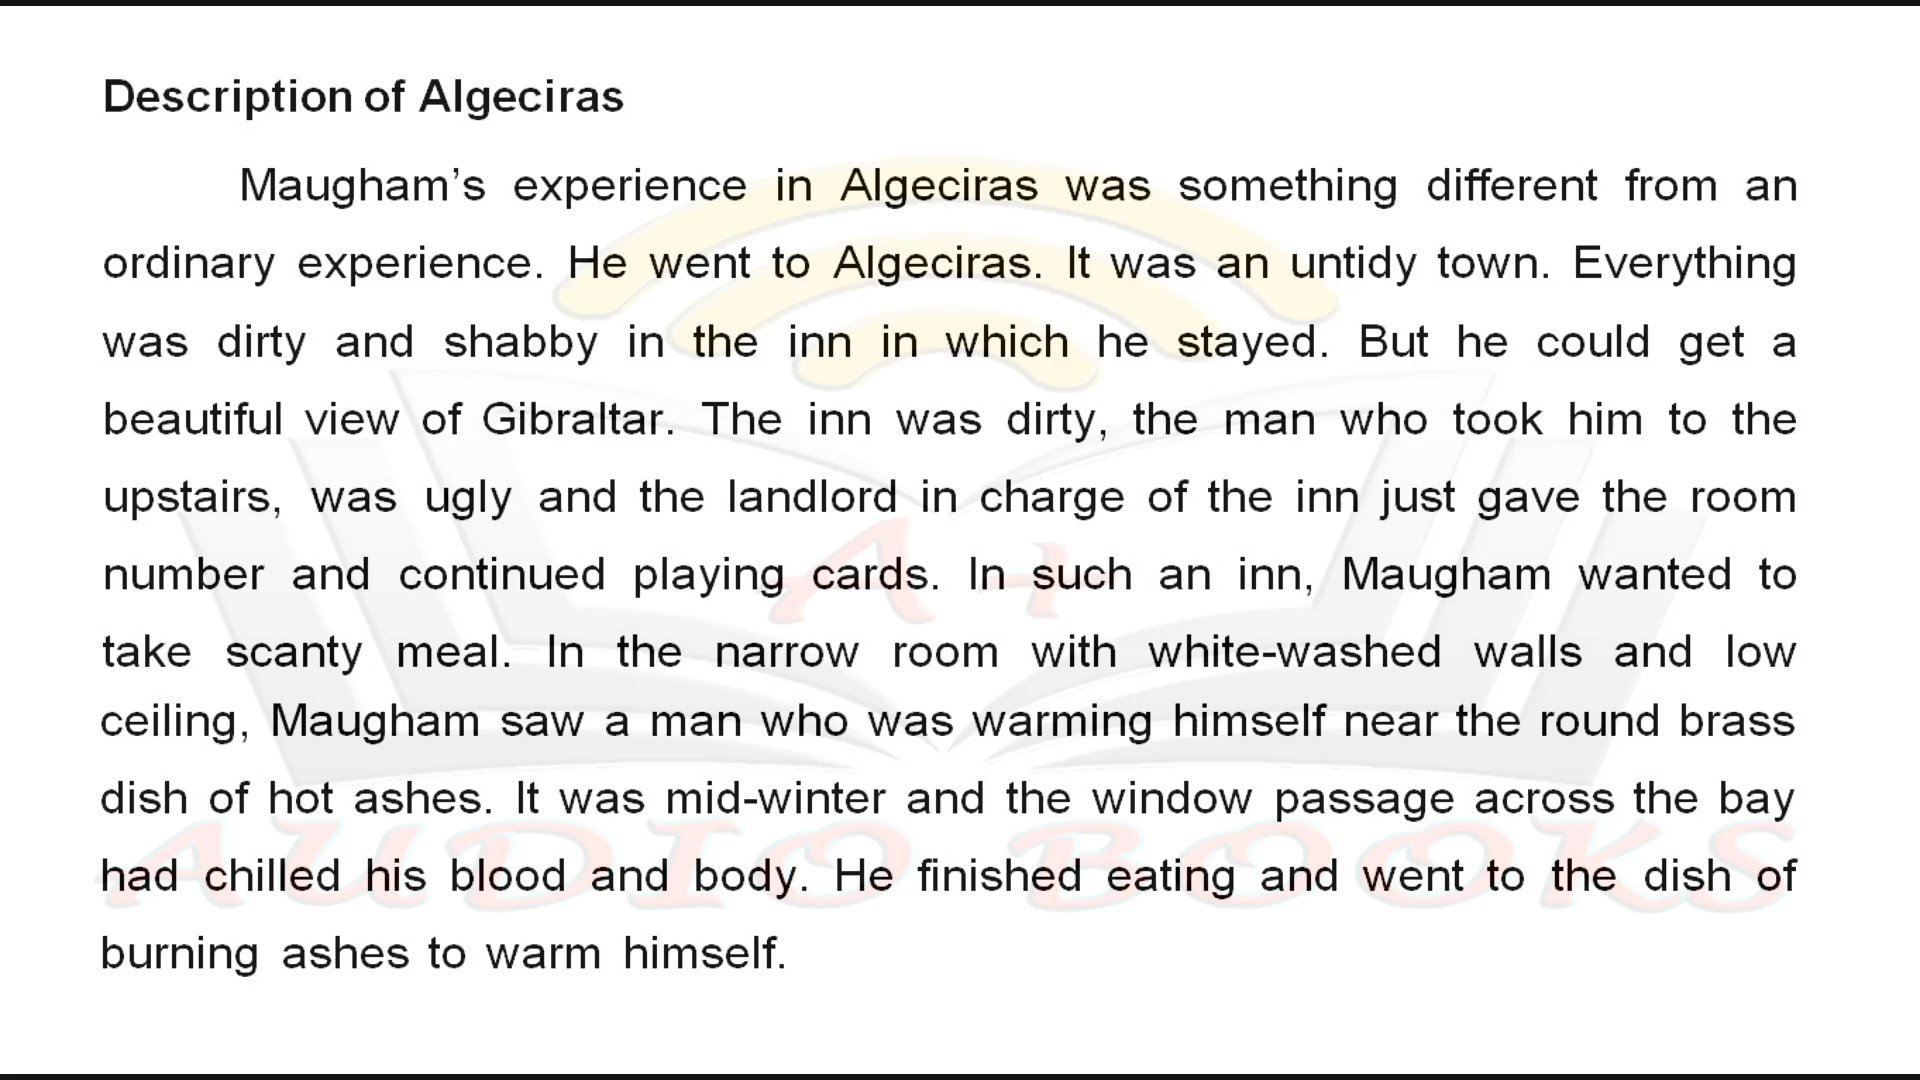 Description of Algeciras
Maugham’s experience in Algeciras was something different from an
ordinary experience. He went to Algeciras. It was an untidy town. Everything
was dirty and shabby in the inn in which he stayed. But he could get a
beautiful view of Gibraltar. The inn was dirty, the man who took him to the
upstairs, was ugly and the landlord in charge of the inn just gave the room
number and continued playing cards. In such an inn, Maugham wanted to
take scanty meal. In the narrow room with white-washed walls and low
ceiling, Maugham saw a man who was warming himself near the round brass
dish of hot ashes. It was mid-winter and the window passage across the bay
had chilled his blood and body. He finished eating and went to the dish of
burning ashes to warm himself.
A+
AUDIO BOOKS